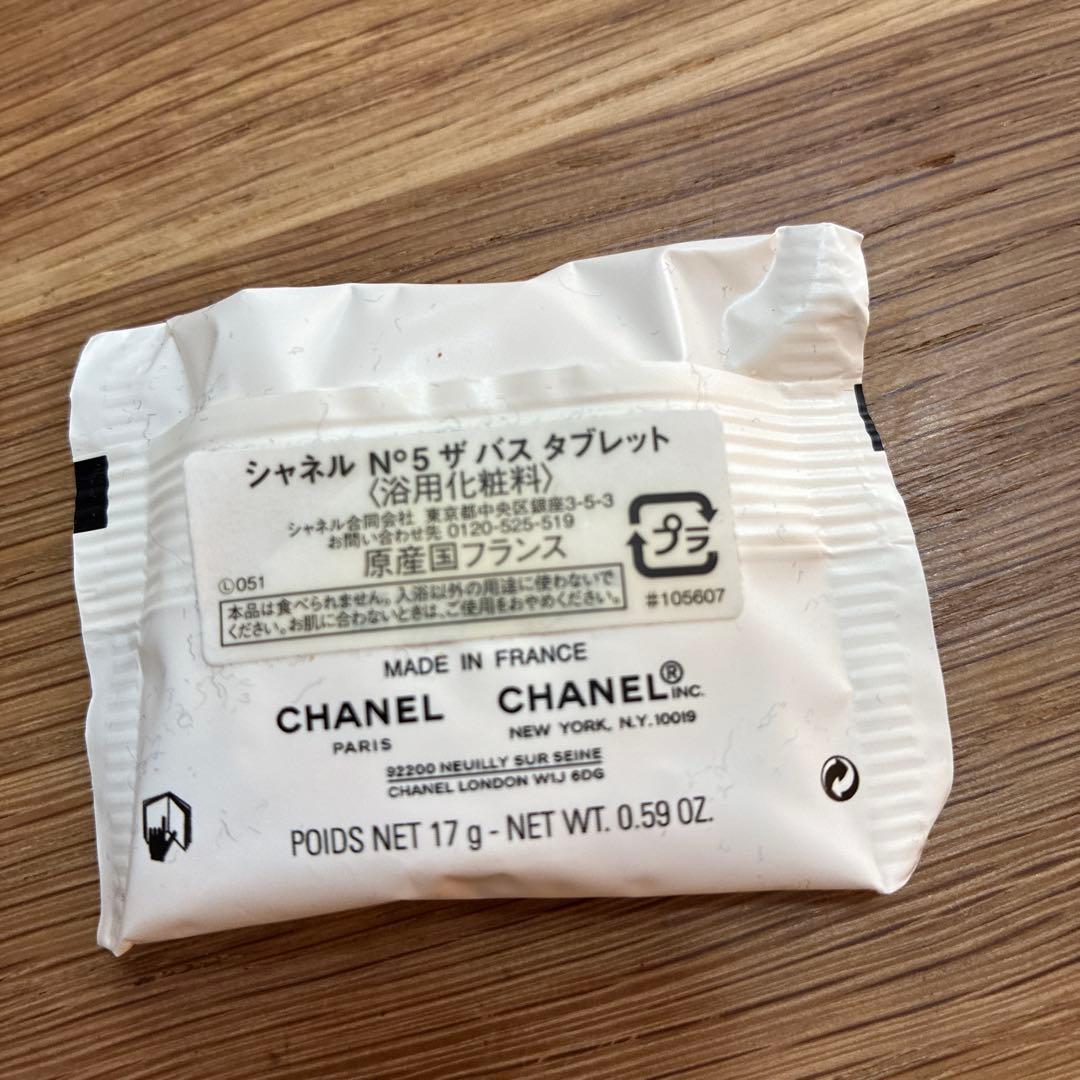 シャネル Nº5 ザ バス タブレット
〈浴用化粧料〉
シャネル合同会社 東京都中央区銀座3-5-3
お問い合わせ先 0120-525-519
原産国フランス
プラ
Ⓛ051
#105607
本品は食べられません。入浴以外の用途に使わないで
ください。お肌に合わないときは、ご使用をおやめください。
MADE IN FRANCE
CHANEL
PARIS
CHANEL® INC.
NEW YORK, N.Y. 10019
92200 NEUILLY SUR SEINE
CHANEL LONDON W1J 6DG
POIDS NET 17 g - NET WT. 0.59 OZ.